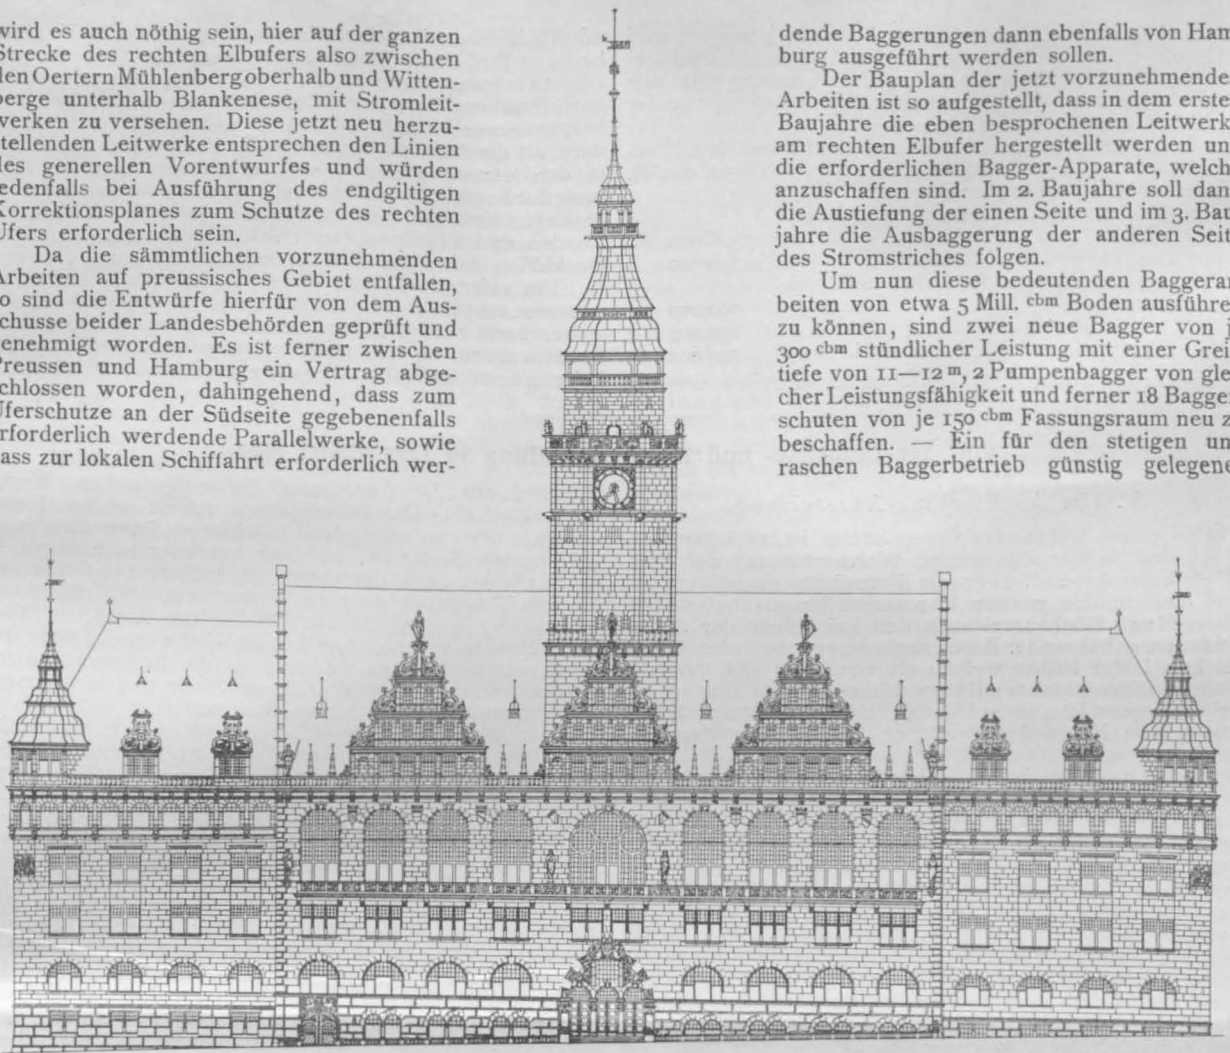 wird es auch nöthig sein, hier auf der ganzen
Strecke des rechten Elbufers also zwischen
den Oertern Mühlenberg oberhalb und Witten-
berge unterhalb Blankenese, mit Stromleit-
werken zu versehen. Diese jetzt neu herzu-
stellenden Leitwerke entsprechen den Linien
des generellen Vorentwurfes und würden
jedenfalls bei Ausführung des endgiltigen
Korrektionsplanes zum Schutze des rechten
Ufers erforderlich sein.
Da die sämmtlichen vorzunehmenden
Arbeiten auf preussisches Gebiet entfallen,
so sind die Entwürfe hierfür von dem Aus-
schusse beider Landesbehörden geprüft und
genehmigt worden. Es ist ferner zwischen
Preussen und Hamburg ein Vertrag abge-
schlossen worden, dahingehend, dass zum
Uferschutze an der Südseite gegebenenfalls
erforderlich werdende Parallelwerke, sowie
dass zur lokalen Schiffahrt erforderlich wer-
dende Baggerungen dann ebenfalls von Ham
burg ausgeführt werden sollen.
Der Bauplan der jetzt vorzunehmende
Arbeiten ist so aufgestellt, dass in dem erste
Baujahre die eben besprochenen Leitwerk
am rechten Elbufer hergestellt werden un
die erforderlichen Bagger-Apparate, welch
anzuschaffen sind. Im 2. Baujahre soll dan
die Austiefung der einen Seite und im 3. Bau
jahre die Ausbaggerung der anderen Seit
des Stromstriches folgen.
Um nun diese bedeutenden Baggerar
beiten von etwa 5 Mill. cbm Boden ausführe
zu können, sind zwei neue Bagger von
300 cbm stündlicher Leistung mit einer Grei
tiefe von 11—12 m, 2 Pumpenbagger von gle
cher Leistungsfähigkeit und ferner 18 Bagger
schuten von je 150 cbm Fassungsraum neu z
beschaffen. — Ein für den stetigen un
raschen Baggerbetrieb günstig gelegene